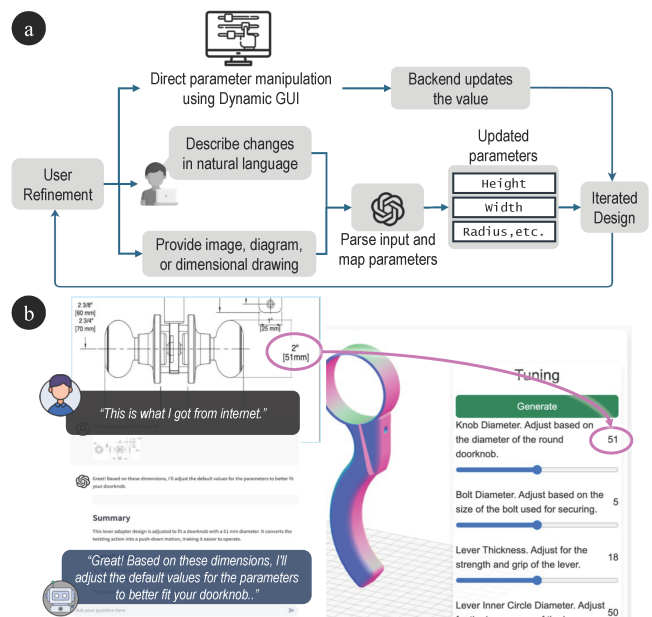 a
Direct parameter manipulation
using Dynamic GUI
Backend updates
the value
User
Refinement
Describe changes
in natural language
Provide image, diagram,
or dimensional drawing
Parse input and
map parameters
Updated
parameters
Height
Width
Radius,etc.
Iterated
Design
b
2 3/8"
[60 mm]
2 3/4"
[70 mm]
1"
[25 mm]
2"
[51mm]
"This is what I got from internet."
Great! Based on these dimensions, I'll adjust the default values for the parameters to better fit
your doorknob.
Summary
This lever adapter design is adjusted to fit a doorknob with a 51 mm diameter. It converts the
twisting action into a push-down motion, making it easier to operate.
"Great! Based on these dimensions, I'll
adjust the default values for the parameters
to better fit your doorknob.."
your question here
Tuning
Generate
Knob Diameter. Adjust based on
the diameter of the round
doorknob.
51
Bolt Diameter. Adjust based on the
size of the bolt used for securing.
5
Lever Thickness. Adjust for the
strength and grip of the lever.
18
Lever Inner Circle Diameter. Adjust
50